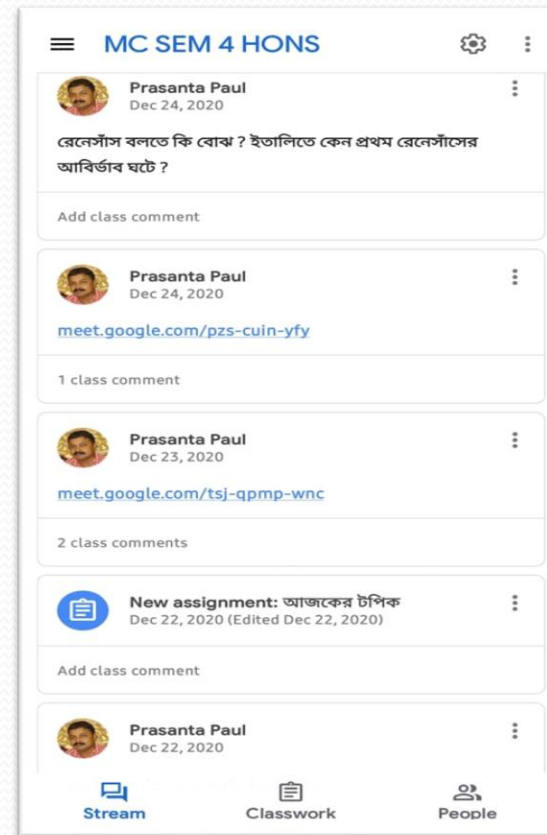 MC SEM 4 HONS
Prasanta Paul
Dec 24, 2020
রেনেসাঁস বলতে কি বোঝ ? ইতালিতে কেন প্রথম রেনেসাঁসের
আবির্ভাব ঘটে ?
Add class comment
Prasanta Paul
Dec 24, 2020
meet.google.com/pzs-cuin-yfy
1 class comment
Prasanta Paul
Dec 23, 2020
meet.google.com/tsj-qpmp-wnc
2 class comments
New assignment: আজকের টপিক
Dec 22, 2020 (Edited Dec 22, 2020)
Add class comment
Prasanta Paul
Dec 22, 2020
Stream Classwork People